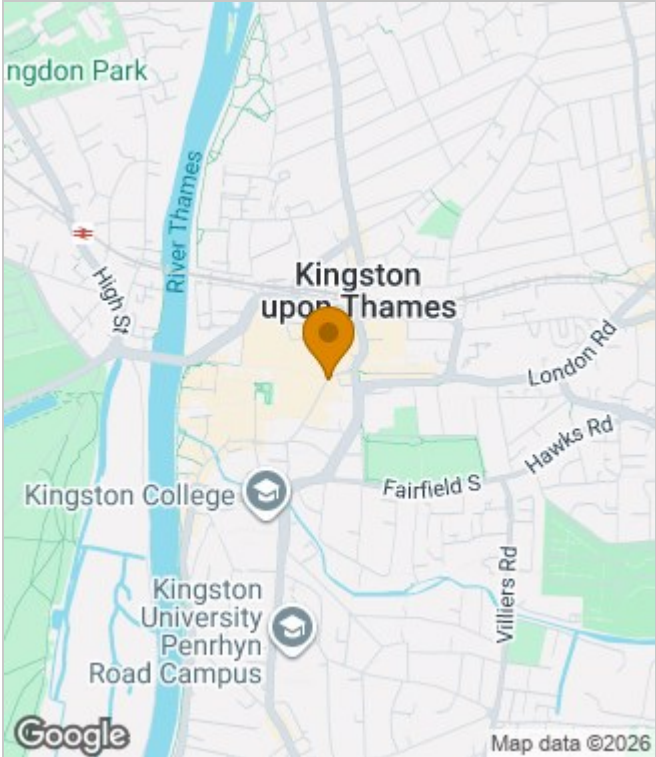 ngdon Park
River Thames
High St
Kingston
upon Thames
London Rd
Hawks Rd
Kingston College
Fairfield S
Kingston
University
Penrhyn
Road Campus
Villiers Rd
Google
Map data ©2026